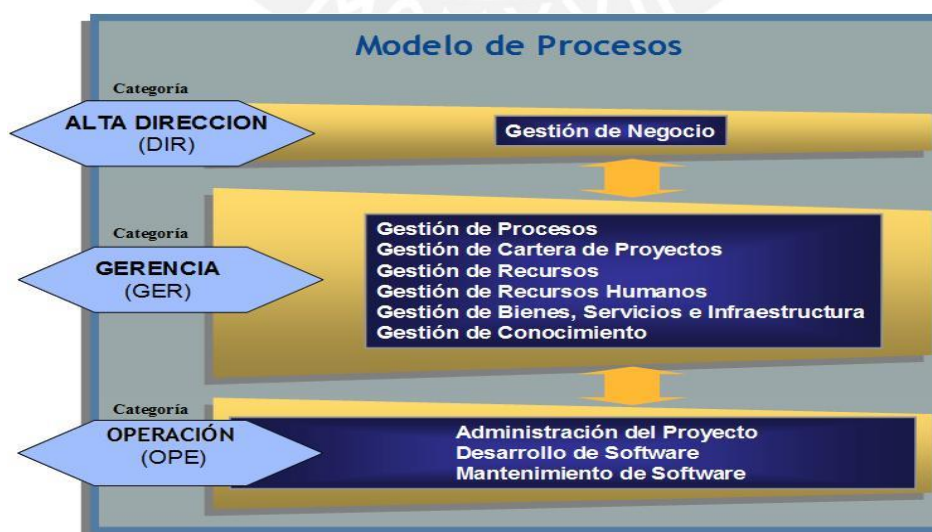 Modelo de Procesos
Categoría
ALTA DIRECCION
(DIR)
Gestión de Negocio
Categoría
GERENCIA
(GER)
Gestión de Procesos
Gestión de Cartera de Proyectos
Gestión de Recursos
Gestión de Recursos Humanos
Gestión de Bienes, Servicios e Infraestructura
Gestión de Conocimiento
Categoría
OPERACIÓN
(OPE)
Administración del Proyecto
Desarrollo de Software
Mantenimiento de Software